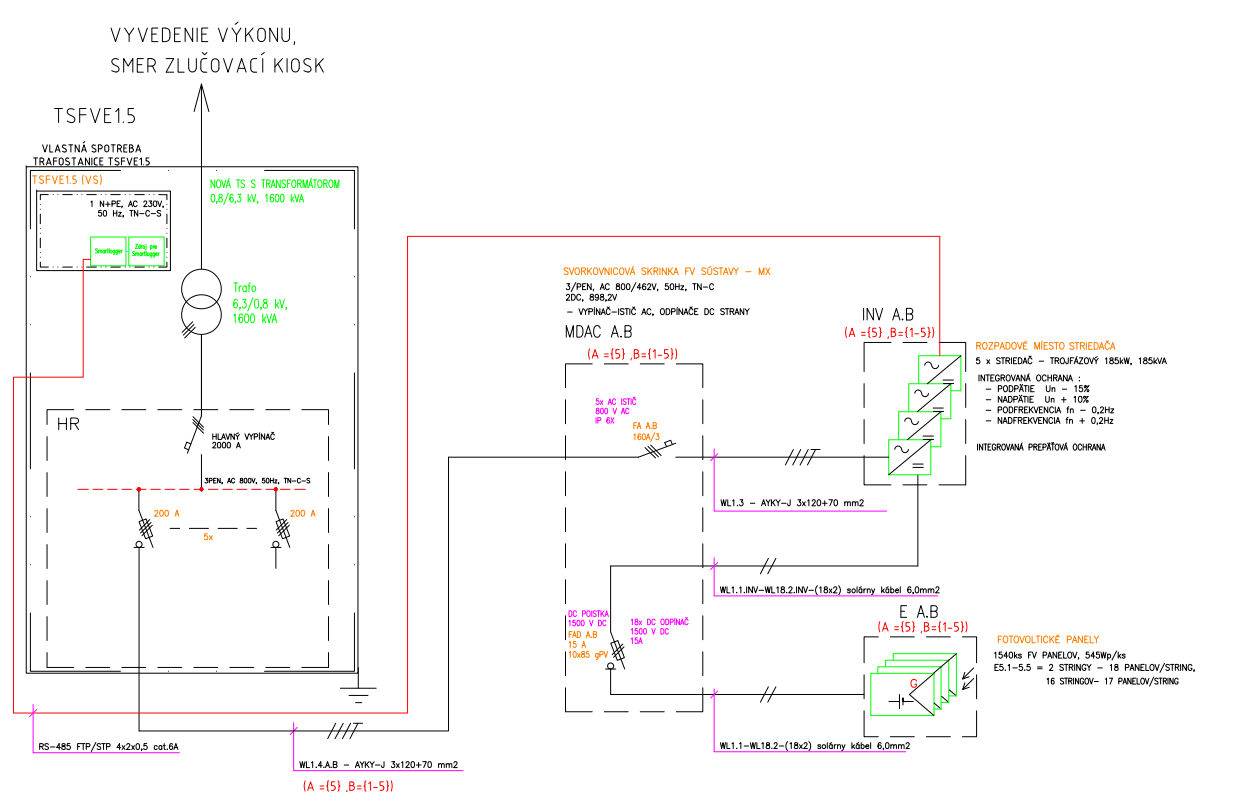 VYVEDENIE VÝKONU,
SMER ZLUČOVACÍ KIOSK
TSFVE1.5
VLASTNÁ SPOTREBA
TRAFOSTANICE TSFVE1.5
TSFVE1.5 (VS)
1 N+PE, AC 230V,
50 Hz, TN-C-S
Smartlogger
Zdroj pre
Smartlogger
NOVÁ TS S TRANSFORMÁTOROM
0,8/6,3 kV, 1600 kVA
Trafo
6,3/0,8 kV,
1600 kVA
HR
HLAVNÝ VYPÍNAČ
2000 A
3PEN, AC 800V, 50Hz, TN-C-S
200 A
200 A
5x
RS-485 FTP/STP 4x2x0,5 cat.6A
WL1.4.A.B - AYKY-J 3x120+70 mm2
(A ={5} ,B={1-5})
SVORKOVNICOVÁ SKRINKA FV SÚSTAVY - MX
3/PEN, AC 800/462V, 50Hz, TN-C
2DC, 898,2V
- VYPÍNAČ-ISTIČ AC, ODPÍNAČE DC STRANY
MDAC A.B
(A ={5} ,B={1-5})
5x AC ISTIČ
800 V AC
IP 6X
FA A.B
160A/3
WL1.3 - AYKY-J 3x120+70 mm2
WL1.1.INV-WL18.2.INV-(18x2) solárny kábel 6,0mm2
DC POISTKA
1500 V DC
FAD A.B
15 A
10x85 gPV
18x DC ODPÍNAČ
1500 V DC
15A
WL1.1-WL18.2-(18x2) solárny kábel 6,0mm2
INV A.B
(A ={5} ,B={1-5})
ROZPADOVÉ MIESTO STRIEDAČA
5 x STRIEDAČ - TROJFÁZOVÝ 185kW, 185kVA
INTEGROVANÁ OCHRANA :
- PODPÄTIE Un - 15%
- NADPÄTIE Un + 10%
- PODFREKVENCIA fn - 0,2Hz
- NADFREKVENCIA fn + 0,2Hz
INTEGROVANÁ PREPÄŤOVÁ OCHRANA
E A.B
(A ={5} ,B={1-5})
G
FOTOVOLTICKÉ PANELY
1540ks FV PANELOV, 545Wp/ks
E5.1-5.5 = 2 STRINGY - 18 PANELOV/STRING,
16 STRINGOV- 17 PANELOV/STRING